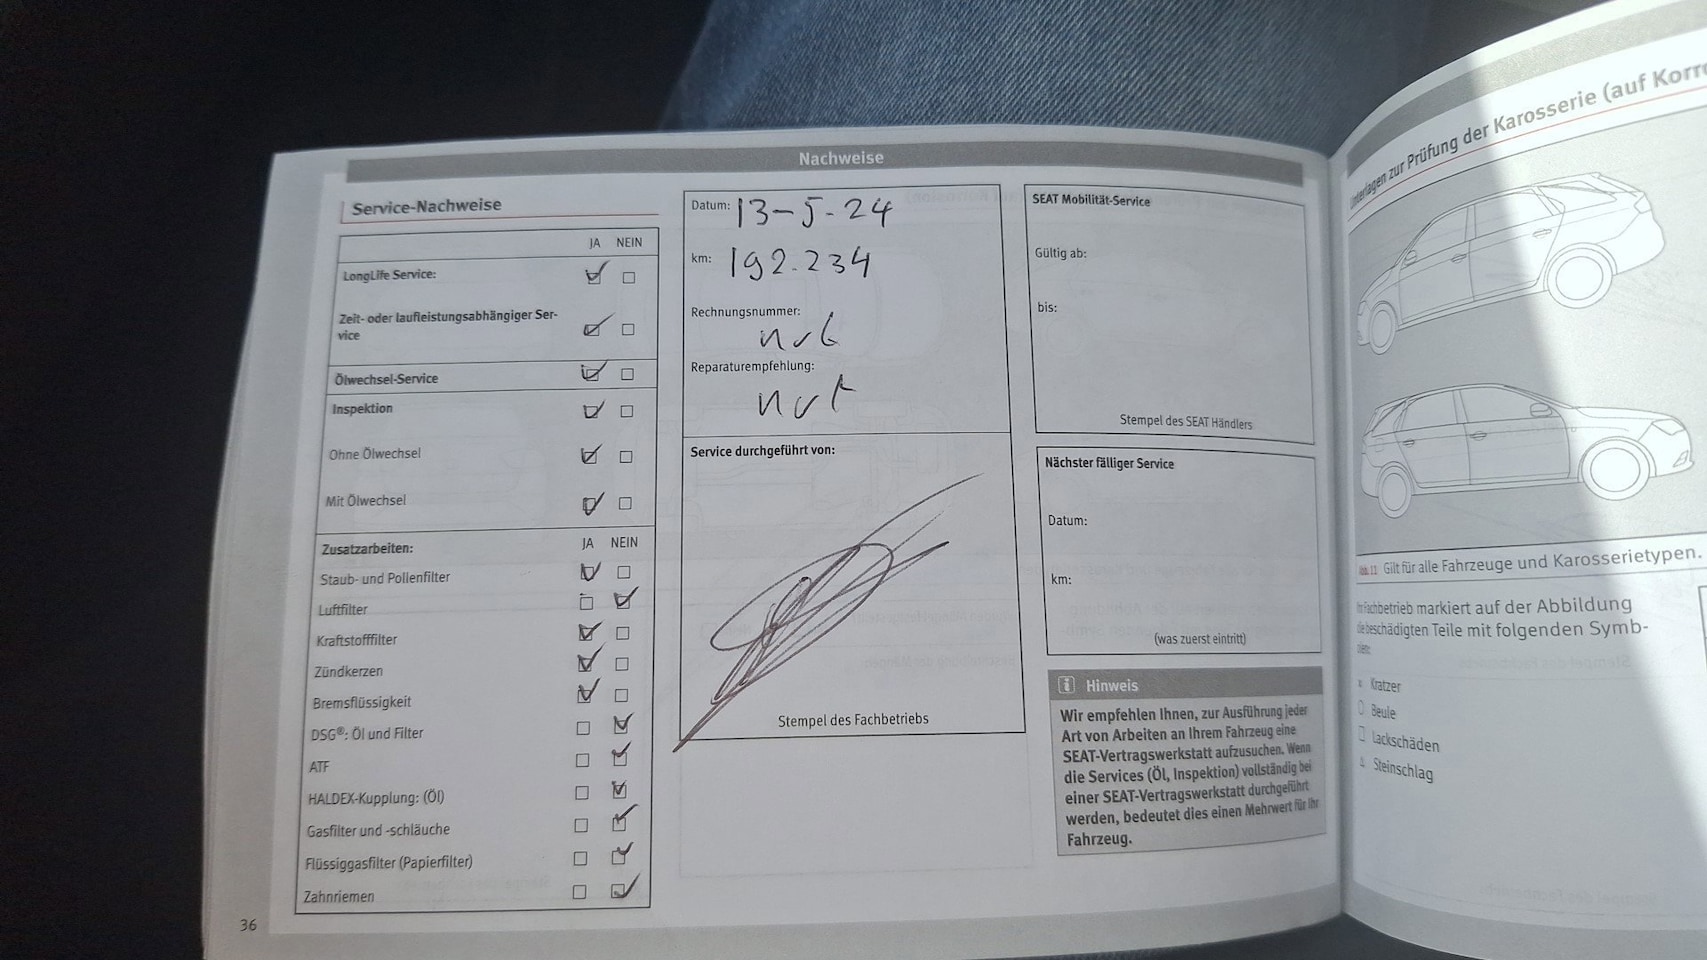 Nachweise
Service-Nachweise
JA NEIN
LongLife Service:
Zeit- oder laufleistungsabhängiger Ser-
vice
Ölwechsel-Service
Inspektion
Ohne Ölwechsel
Mit Ölwechsel
Zusatzarbeiten: JA NEIN
Staub- und Pollenfilter
Luftfilter
Kraftstofffilter
Zündkerzen
Bremsflüssigkeit
DSG®: Öl und Filter
ATF
HALDEX-Kupplung: (Öl)
Gasfilter und -schläuche
Flüssiggasfilter (Papierfilter)
Zahnriemen
36
Datum: 13-5-24
km: 192.234
Rechnungsnummer:
Reparaturempfehlung:
Service durchgeführt von:
Stempel des Fachbetriebs
SEAT Mobilität-Service
Gültig ab:
bis:
Stempel des SEAT Händlers
Nächster fälliger Service
Datum:
km:
(was zuerst eintritt)
Hinweis
Wir empfehlen Ihnen, zur Ausführung jeder
Art von Arbeiten an Ihrem Fahrzeug eine
SEAT-Vertragswerkstatt aufzusuchen. Wenn
die Services (Öl, Inspektion) vollständig bei
einer SEAT-Vertragswerkstatt durchgeführt
werden, bedeutet dies einen Mehrwert für Ihr
Fahrzeug.
Unterlagen zur Prüfung der Karosserie (auf
Abb. 11 Gilt für alle Fahrzeuge und Karosserietypen.
Fachbetrieb markiert auf der Abbildung
die beschädigten Teile mit folgenden Symb-
Kratzer
Beule
Lackschäden
Steinschlag